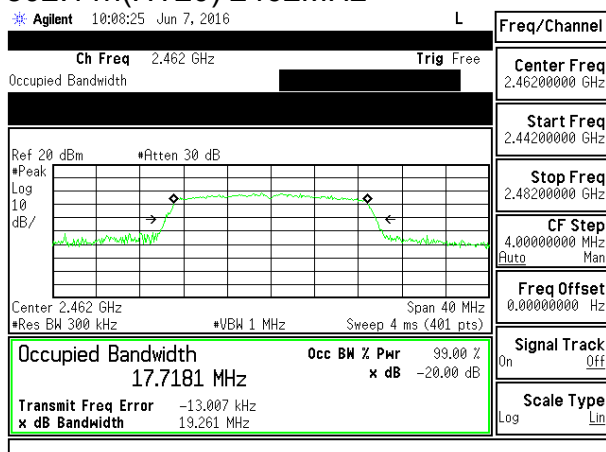 Agilent 10:08:25 Jun 7, 2016 L
Freq/Channel
Ch Freq 2.462 GHz Trig Free
Occupied Bandwidth
Center Freq
2.46200000 GHz
Start Freq
2.44200000 GHz
Stop Freq
2.48200000 GHz
CF Step
4.00000000 MHz
Auto Man
Freq Offset
0.00000000 Hz
Signal Track
On Off
Scale Type
Log Lin
Ref 20 dBm #Atten 30 dB
#Peak
Log
10
dB/
Center 2.462 GHz Span 40 MHz
#Res BW 300 kHz #VBW 1 MHz Sweep 4 ms (401 pts)
Occupied Bandwidth Occ BW % Pwr 99.00 %
17.7181 MHz x dB -20.00 dB
Transmit Freq Error -13.007 kHz
x dB Bandwidth 19.261 MHz